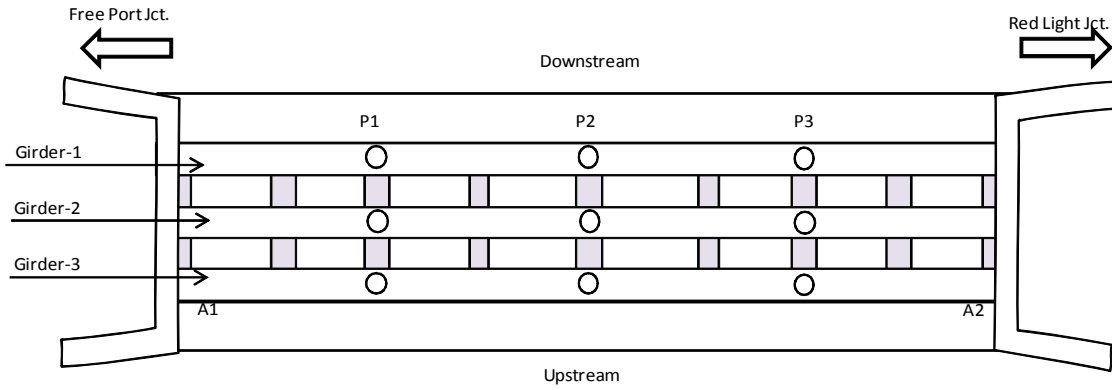 Free Port Jct.
Red Light Jct.
Downstream
P1 P2 P3
Girder-1
Girder-2
Girder-3
A1 A2
Upstream